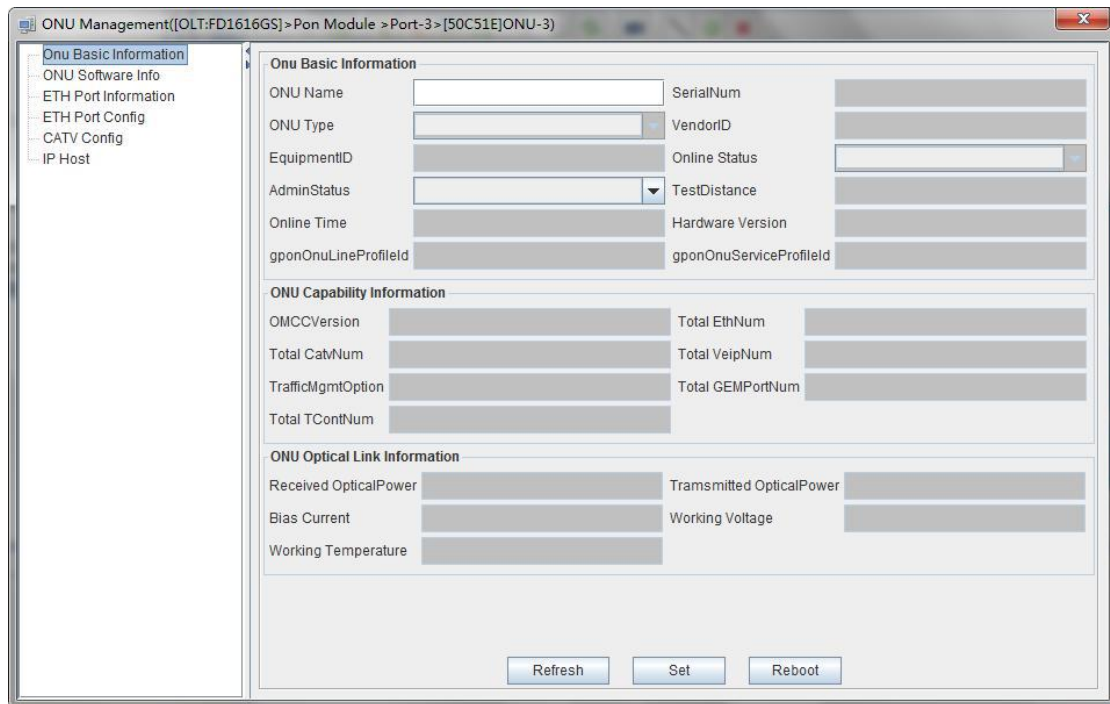 ONU Management([OLT:FD1616GS]>Pon Module >Port-3>[50C51E]ONU-3)
Onu Basic Information
ONU Software Info
ETH Port Information
ETH Port Config
CATV Config
IP Host
Onu Basic Information
ONU Name SerialNum
ONU Type VendorID
EquipmentID Online Status
AdminStatus TestDistance
Online Time Hardware Version
gponOnuLineProfileId gponOnuServiceProfileId
ONU Capability Information
OMCCVersion Total EthNum
Total CatvNum Total VeipNum
TrafficMgmtOption Total GEMPortNum
Total TContNum
ONU Optical Link Information
Received OpticalPower Tramsmitted OpticalPower
Bias Current Working Voltage
Working Temperature
Refresh Set Reboot